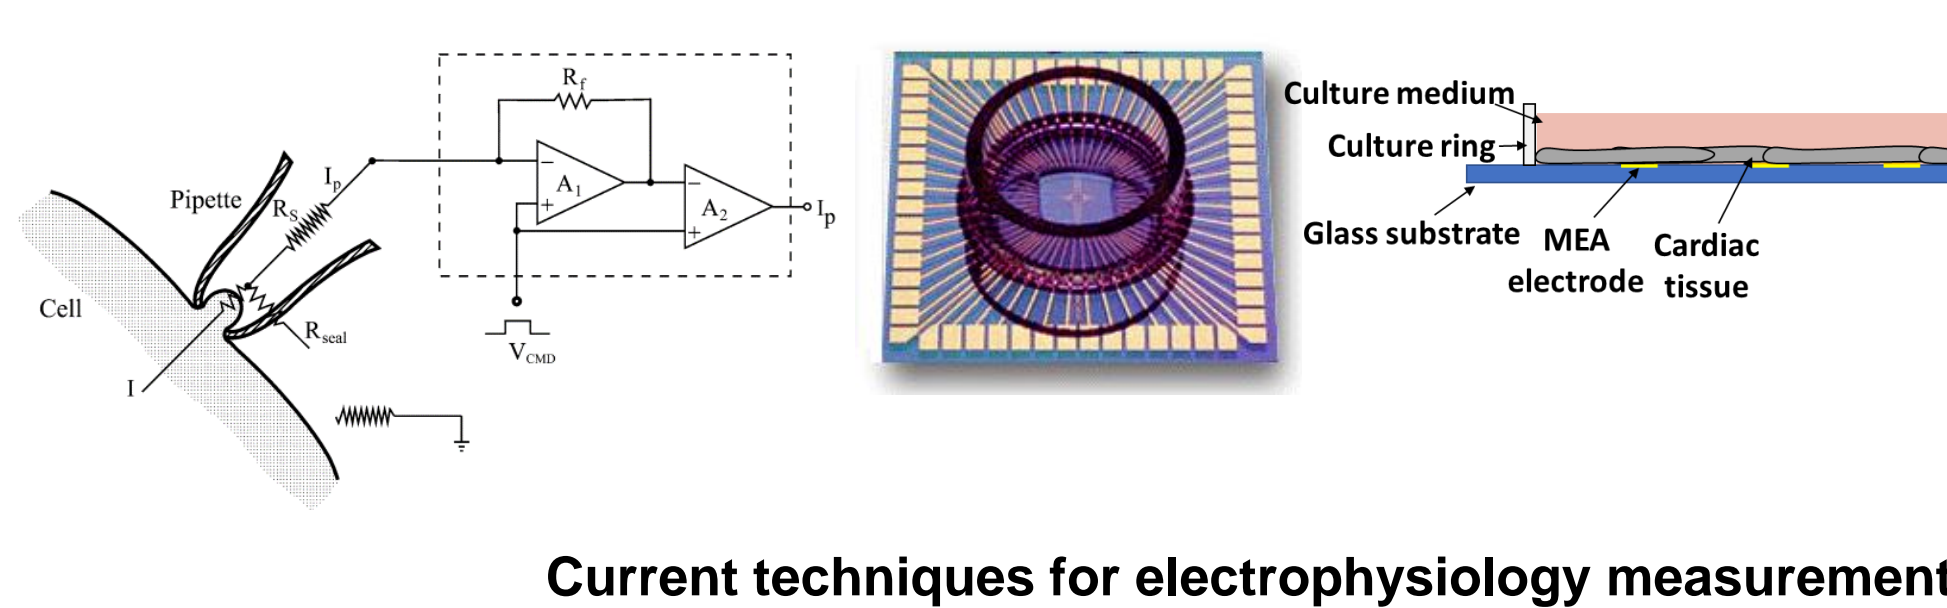 Pipette
Cell
I
Rseal
RS
Ip
Rf
A1
−
+
A2
−
+
Ip
VCMD
Culture medium
Culture ring
Glass substrate
MEA
electrode
Cardiac
tissue
Current techniques for electrophysiology measurement